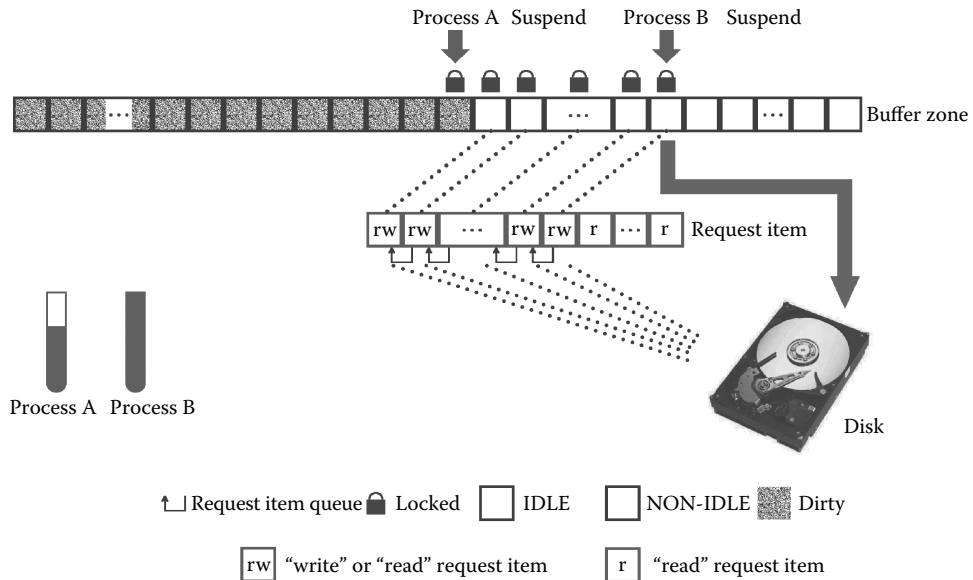 Process A Suspend Process B Suspend
... ... ... Buffer zone
rw rw ... rw rw r ... r Request item
Process A Process B
Disk
Request item queue Locked IDLE NON-IDLE Dirty
rw “write” or “read” request item r “read” request item